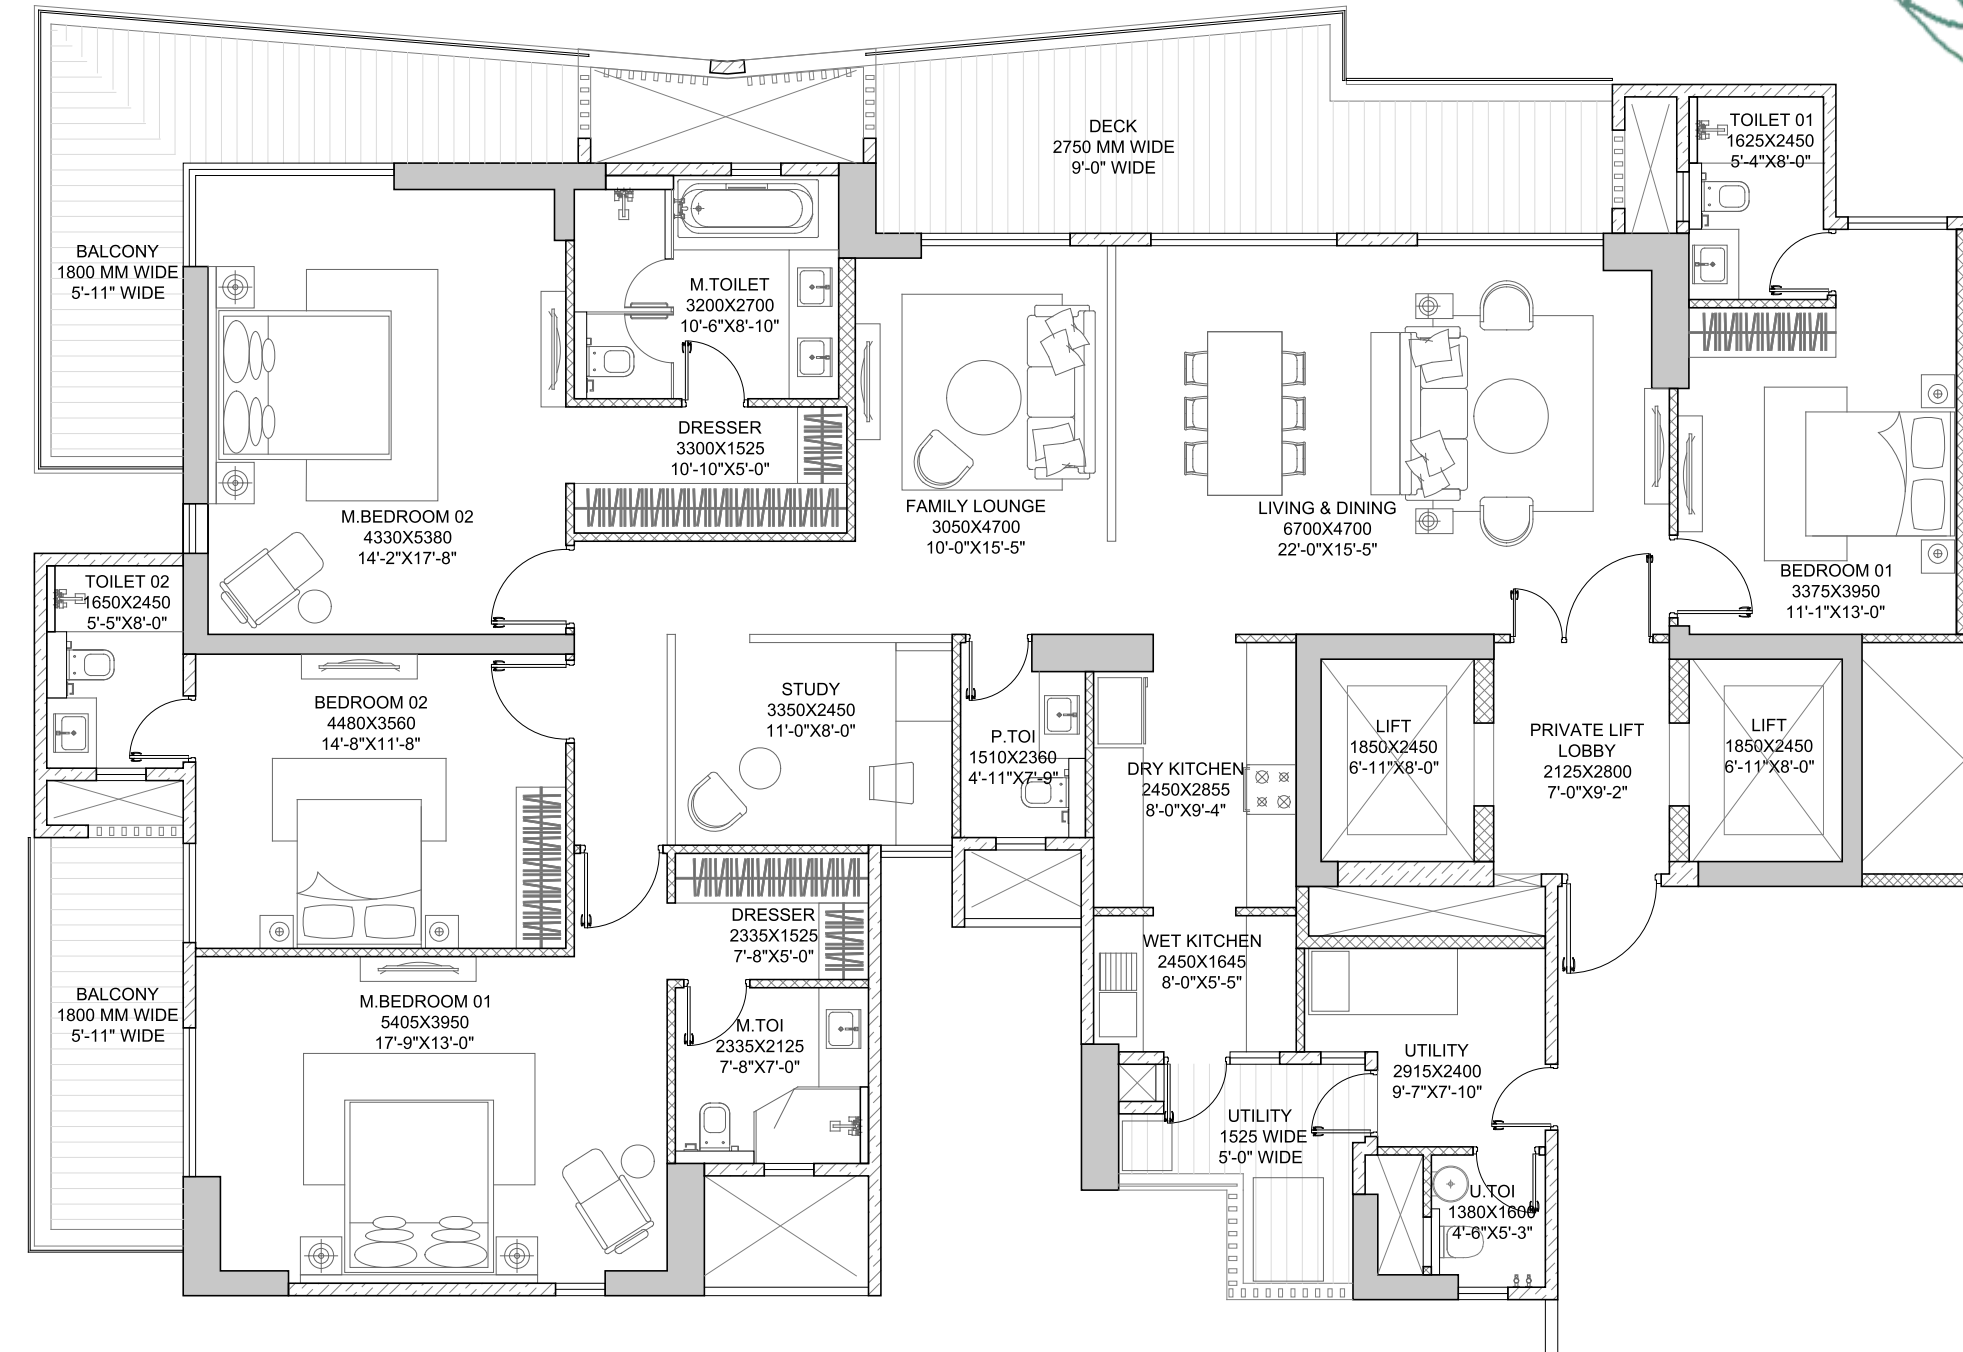 DECK
2750 MM WIDE
9'-0" WIDE
TOILET 01
1625X2450
5'-4"X8'-0"
BALCONY
1800 MM WIDE
5'-11" WIDE
M.TOILET
3200X2700
10'-6"X8'-10"
DRESSER
3300X1525
10'-10"X5'-0"
M.BEDROOM 02
4330X5380
14'-2"X17'-8"
FAMILY LOUNGE
3050X4700
10'-0"X15'-5"
LIVING & DINING
6700X4700
22'-0"X15'-5"
BEDROOM 01
3375X3950
11'-1"X13'-0"
TOILET 02
1650X2450
5'-5"X8'-0"
BEDROOM 02
4480X3560
14'-8"X11'-8"
STUDY
3350X2450
11'-0"X8'-0"
P.TOI
1510X2360
4'-11"X7'-9"
DRY KITCHEN
2450X2855
8'-0"X9'-4"
LIFT
1850X2450
6'-11"X8'-0"
PRIVATE LIFT
LOBBY
2125X2800
7'-0"X9'-2"
LIFT
1850X2450
6'-11"X8'-0"
DRESSER
2335X1525
7'-8"X5'-0"
WET KITCHEN
2450X1645
8'-0"X5'-5"
BALCONY
1800 MM WIDE
5'-11" WIDE
M.BEDROOM 01
5405X3950
17'-9"X13'-0"
M.TOI
2335X2125
7'-8"X7'-0"
UTILITY
2915X2400
9'-7"X7'-10"
UTILITY
1525 WIDE
5'-0" WIDE
U.TOI
1380X1600
4'-6"X5'-3"